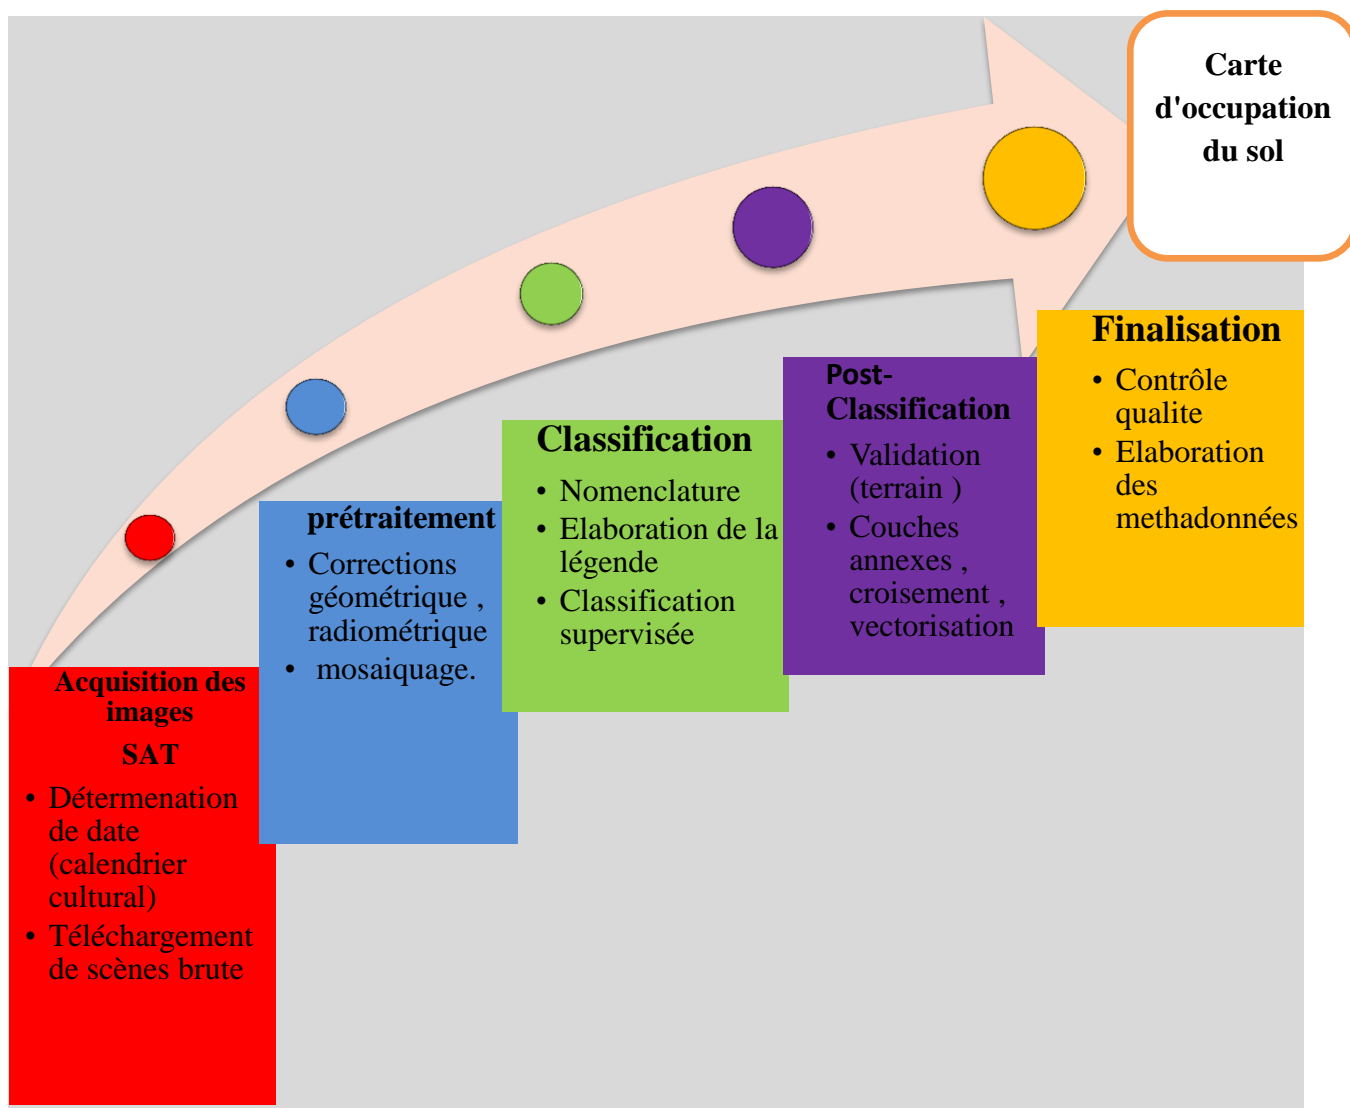 Carte
d'occupation
du sol
Acquisition des
images
SAT
• Détermenation
de date
(calendrier
cultural)
• Téléchargement
de scènes brute
prétraitement
• Corrections
géométrique ,
radiométrique
• mosaiquage.
Classification
• Nomenclature
• Elaboration de la
légende
• Classification
supervisée
Post-
Classification
• Validation
(terrain )
• Couches
annexes ,
croisement ,
vectorisation
Finalisation
• Contrôle
qualite
• Elaboration
des
methadonnées